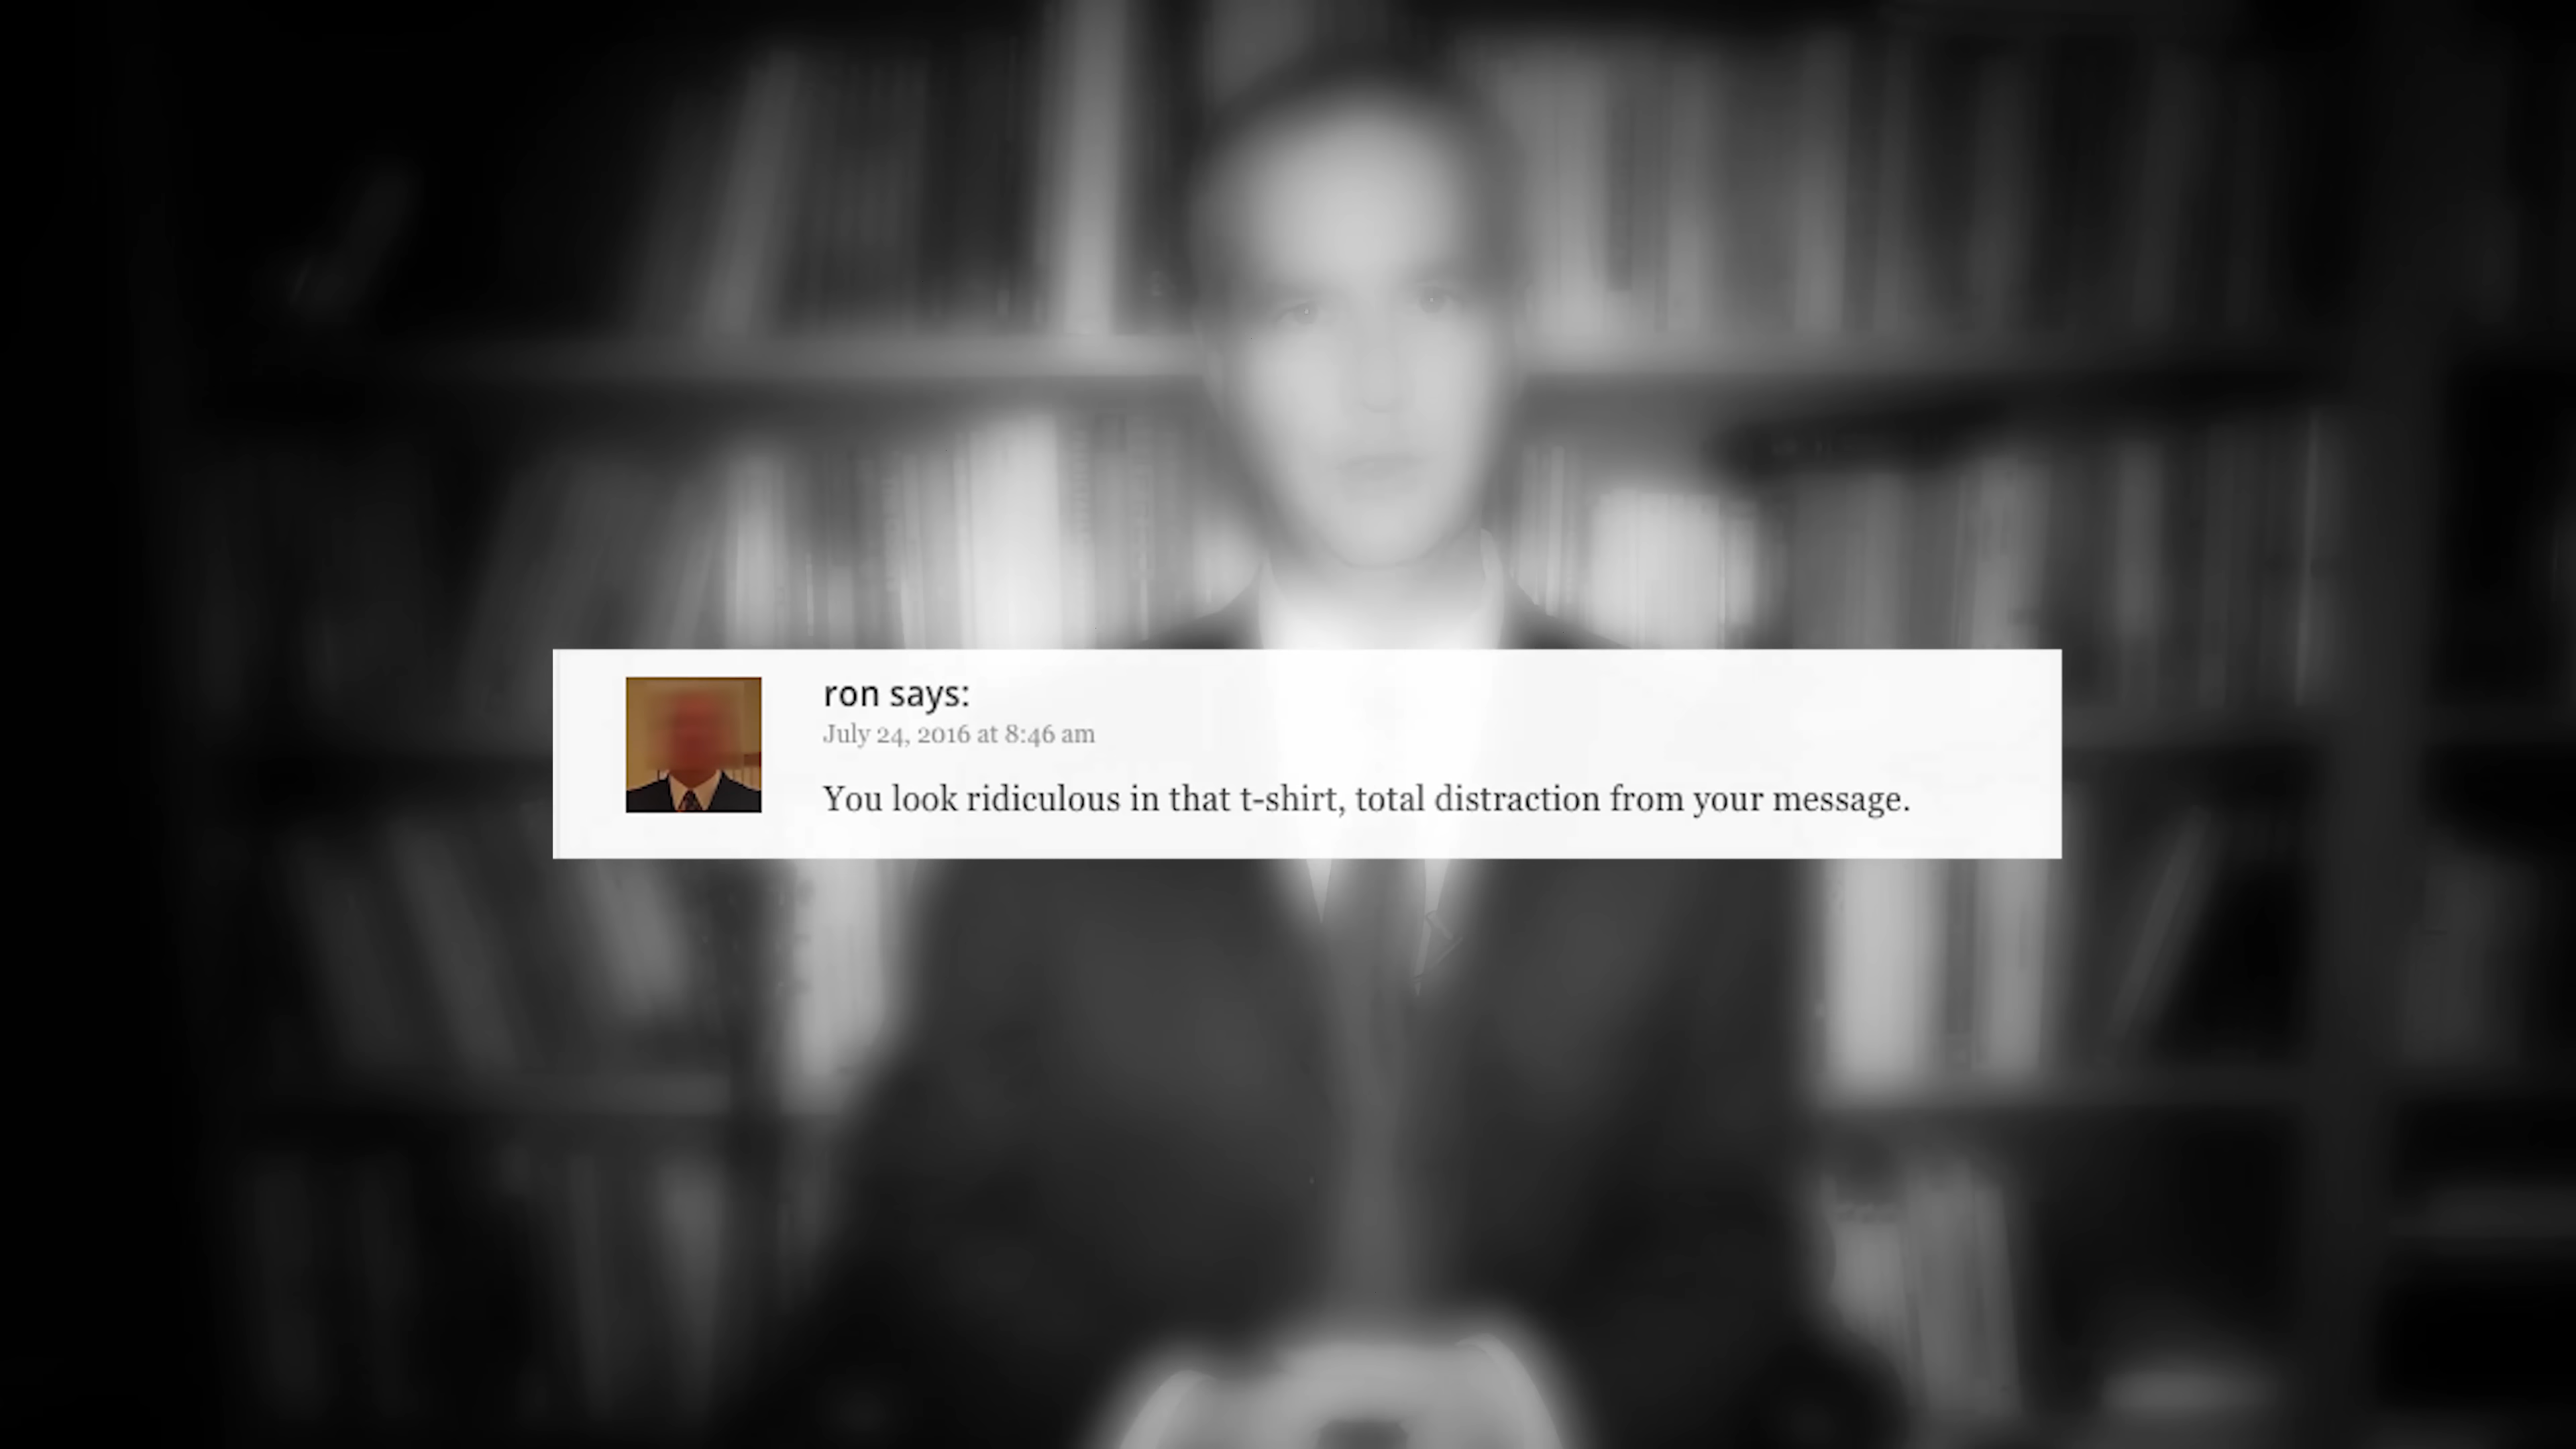 ron says:
July 24, 2016 at 8:46 am
You look ridiculous in that t-shirt, total distraction from your message.